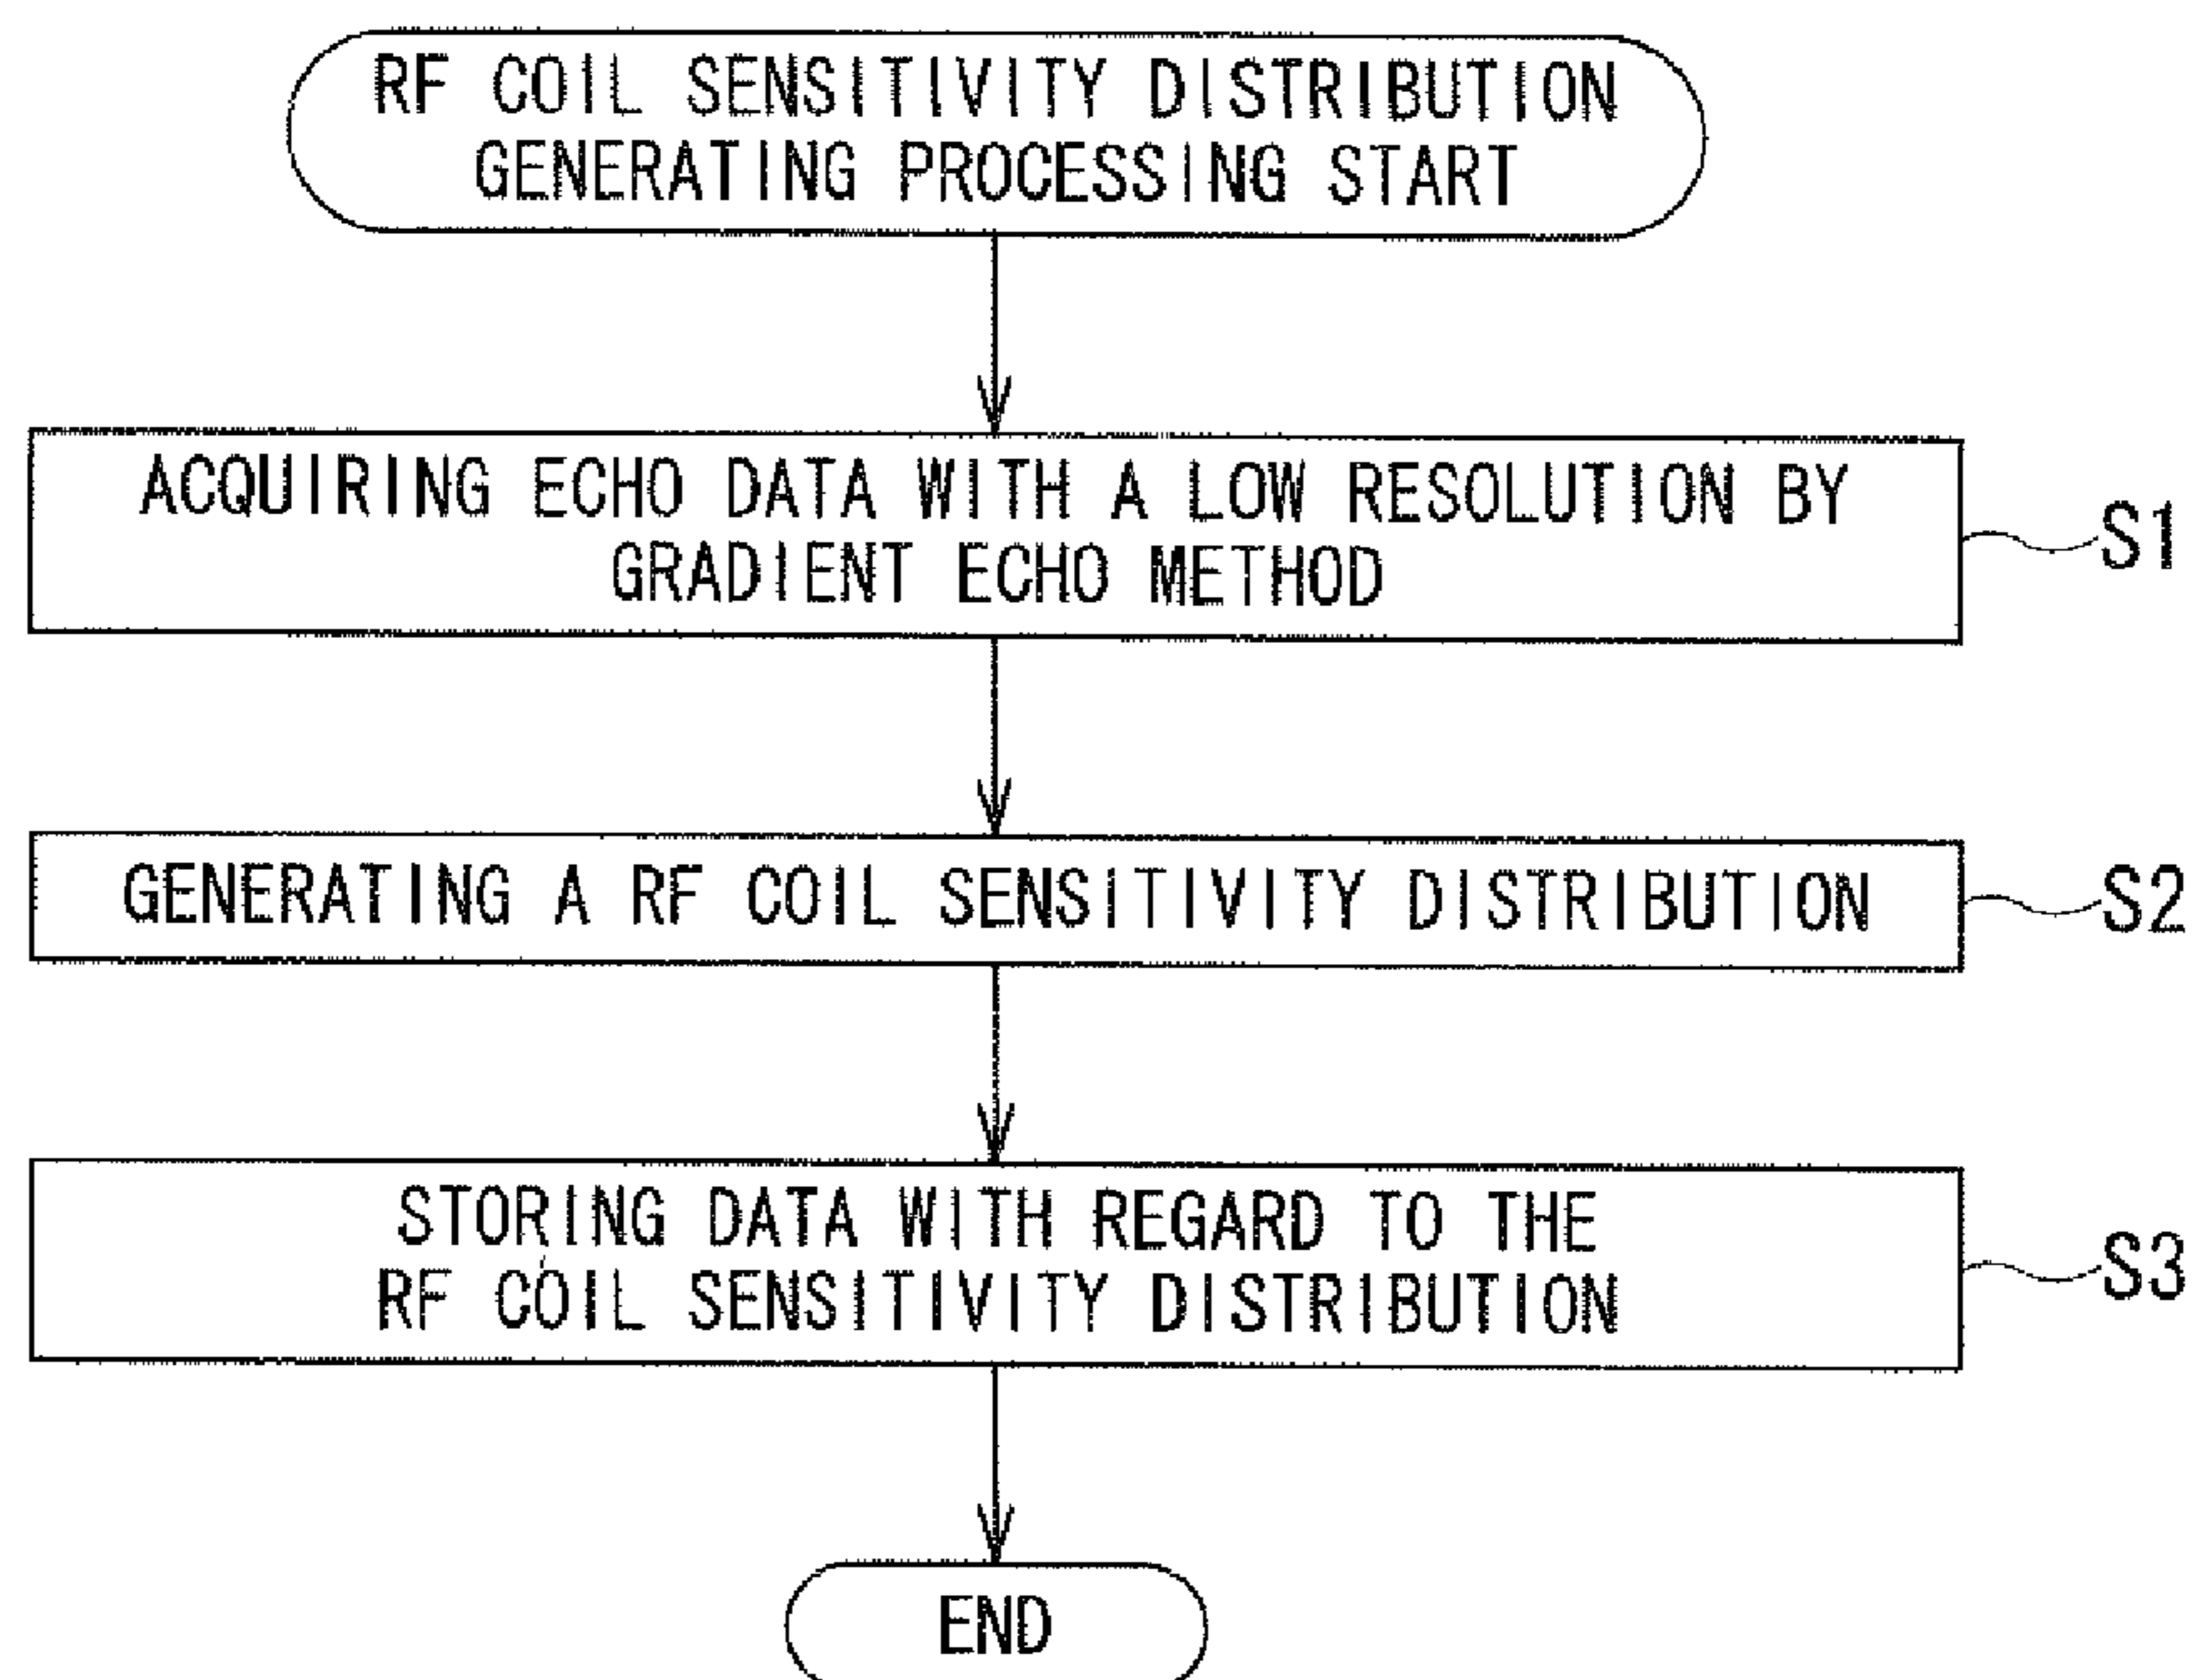 RF COIL SENSITIVITY DISTRIBUTION
GENERATING PROCESSING START
ACQUIRING ECHO DATA WITH A LOW RESOLUTION BY
GRADIENT ECHO METHOD
S1
GENERATING A RF COIL SENSITIVITY DISTRIBUTION
S2
STORING DATA WITH REGARD TO THE
RF COIL SENSITIVITY DISTRIBUTION
S3
END